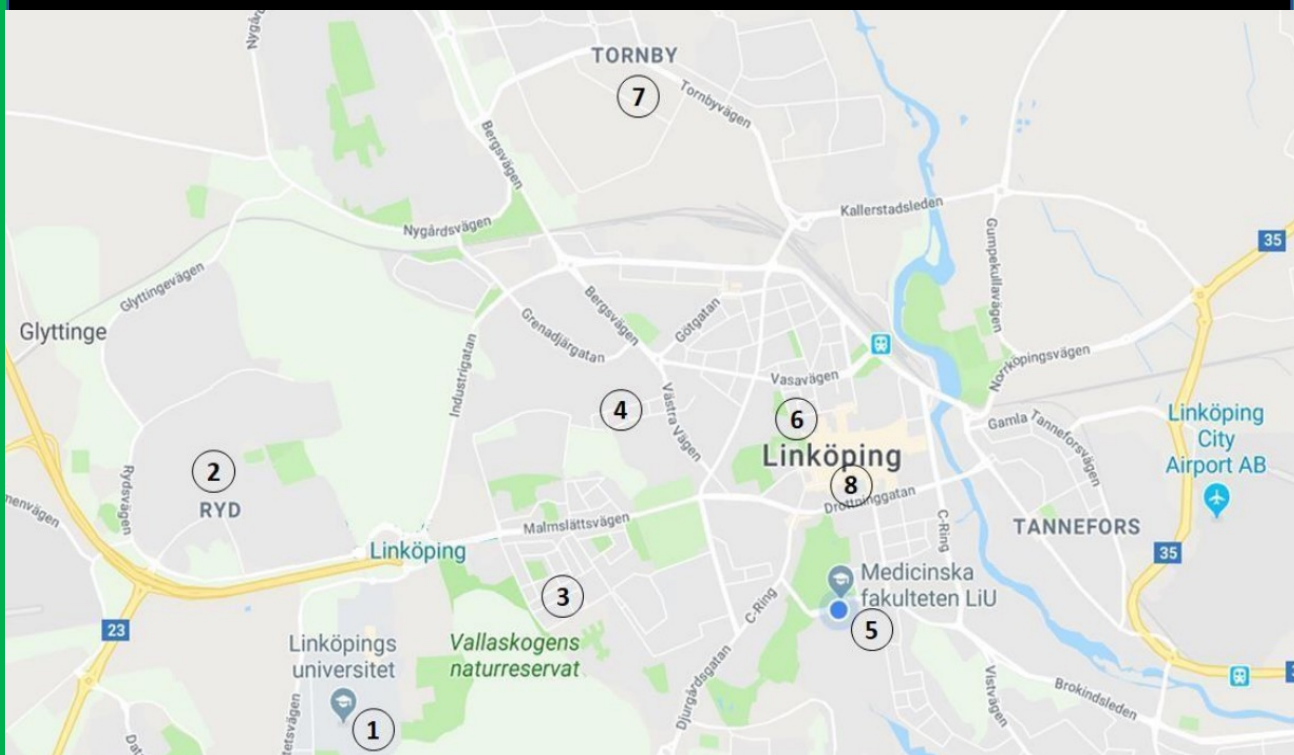 TORNBY
7
Tornbyvägen
Bergsvägen
Kallerstadsleden
Nygårdsvägen
Gumpekullavägen
35
Glyttingevägen
Glyttinge
Bergsvägen
Götgatan
Grenadjärgatan
Industrigatan
Norrköpingsvägen
Vasavägen
Västra Vägen
4
6
Gamla Tanneforsvägen
Linköping
City
Airport AB
Linköping
2
RYD
Rydsvägen
8
Drottninggatan
Malmslättsvägen
C-Ring
TANNEFORS
Linköping
35
Medicinska
fakulteten LiU
3
C-Ring
5
23
Linköpings
universitet
Vallaskogens
naturreservat
Djurgårdsgatan
Vistvägen
Brokindsleden
1